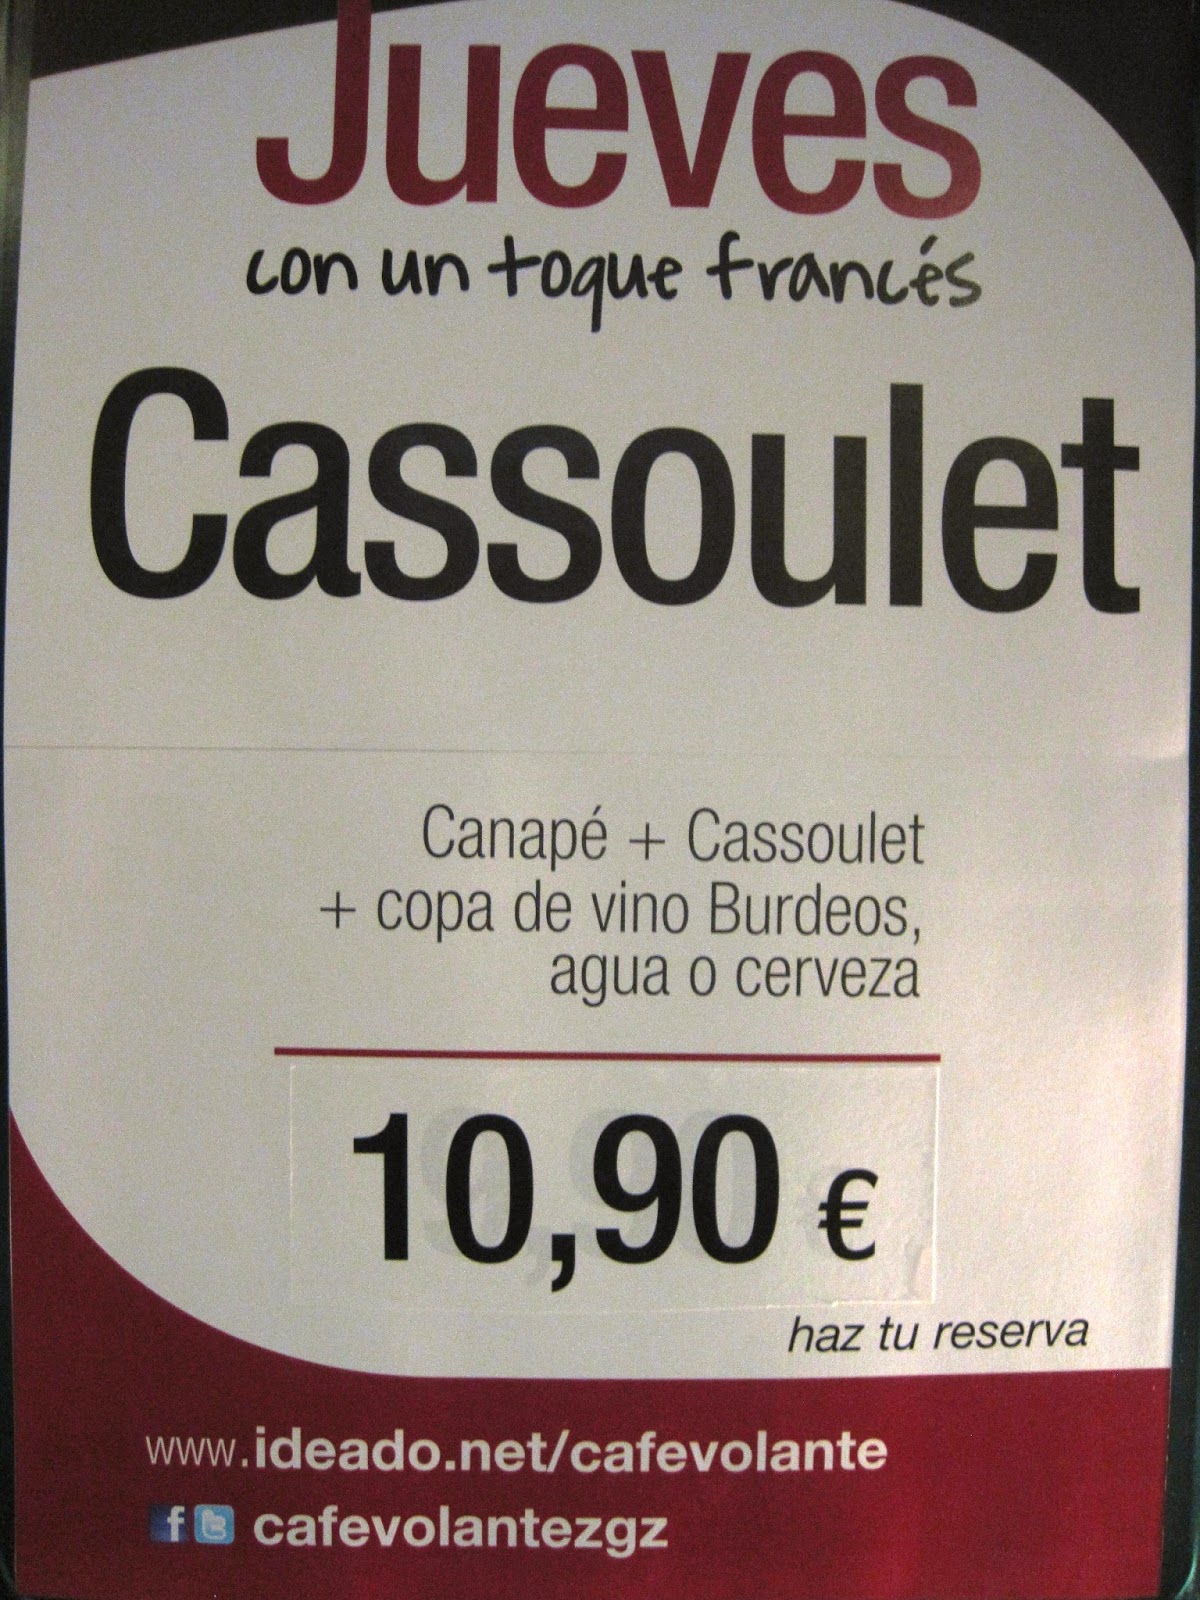 Jueves
con un toque francés
Cassoulet
Canapé + Cassoulet
+ copa de vino Burdeos,
agua o cerveza
10,90 €
haz tu reserva
www.ideado.net/cafevolante
cafevolantezgz